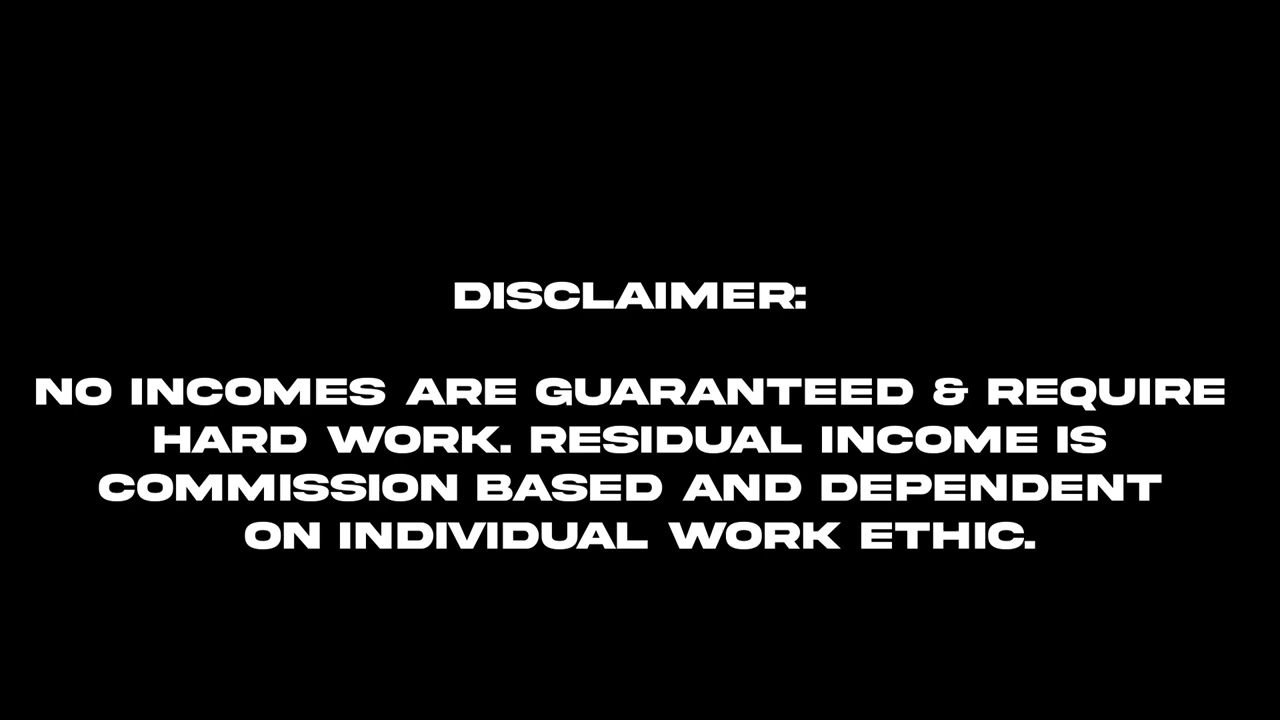 DISCLAIMER:
NO INCOMES ARE GUARANTEED & REQUIRE
HARD WORK. RESIDUAL INCOME IS
COMMISSION BASED AND DEPENDENT
ON INDIVIDUAL WORK ETHIC.